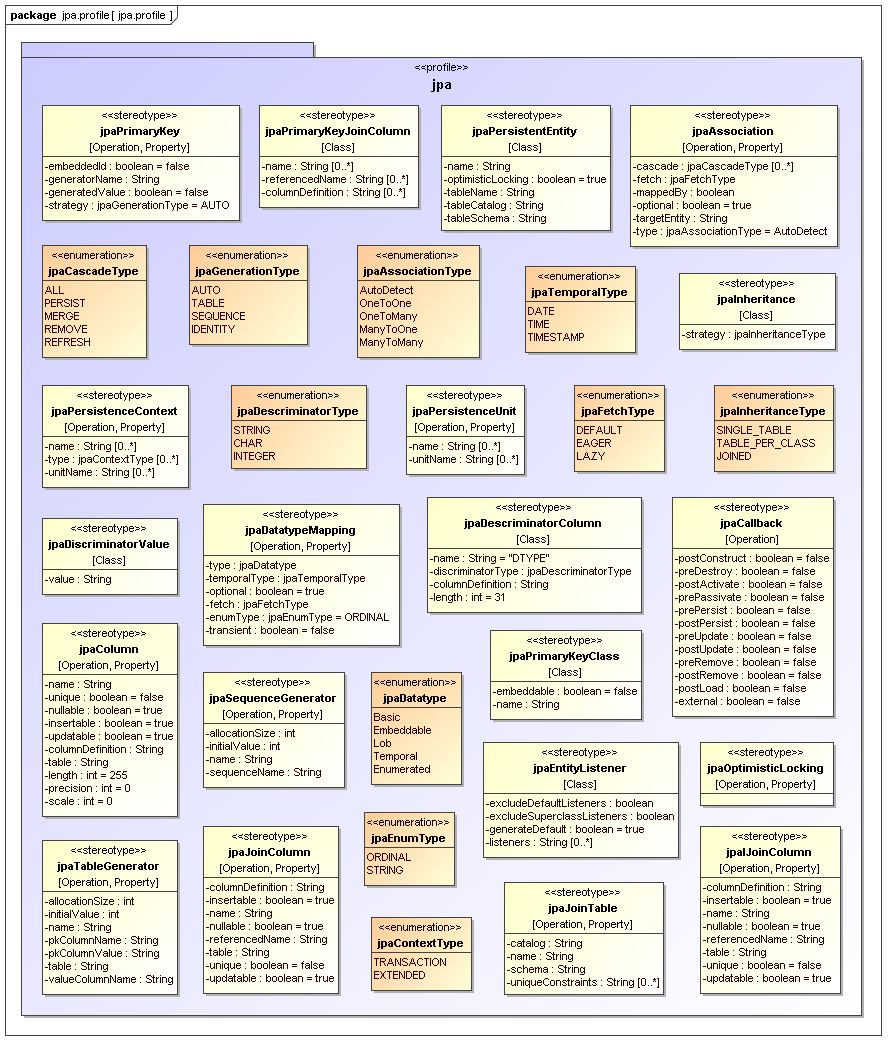 package jpa.profile[ jpa.profile ]
<<profile>>
jpa
<<stereotype>>
jpaPrimaryKey
[Operation, Property]
-embeddedId : boolean = false
-generatorName : String
-generatedValue : boolean = false
-strategy : jpaGenerationType = AUTO
<<stereotype>>
jpaPrimaryKeyJoinColumn
[Class]
-name : String [0..*]
-referencedName : String [0..*]
-columnDefinition : String [0..*]
<<stereotype>>
jpaPersistentEntity
[Class]
-name : String
-optimisticLocking : boolean = true
-tableName : String
-tableCatalog : String
-tableSchema : String
<<stereotype>>
jpaAssociation
[Operation, Property]
-cascade : jpaCascadeType [0..*]
-fetch : jpaFetchType
-mappedBy : boolean
-optional : boolean = true
-targetEntity : String
-type : jpaAssociationType = AutoDetect
<<enumeration>>
jpaCascadeType
ALL
PERSIST
MERGE
REMOVE
REFRESH
<<enumeration>>
jpaGenerationType
AUTO
TABLE
SEQUENCE
IDENTITY
<<enumeration>>
jpaAssociationType
AutoDetect
OneToOne
OneToMany
ManyToOne
ManyToMany
<<enumeration>>
jpaTemporalType
DATE
TIME
TIMESTAMP
<<stereotype>>
jpaInheritance
[Class]
-strategy : jpaInheritanceType
<<stereotype>>
jpaPersistenceContext
[Operation, Property]
-name : String [0..*]
-type : jpaContextType [0..*]
-unitName : String [0..*]
<<enumeration>>
jpaDescriminatorType
STRING
CHAR
INTEGER
<<stereotype>>
jpaPersistenceUnit
[Operation, Property]
-name : String [0..*]
-unitName : String [0..*]
<<enumeration>>
jpaFetchType
DEFAULT
EAGER
LAZY
<<enumeration>>
jpaInheritanceType
SINGLE_TABLE
TABLE_PER_CLASS
JOINED
<<stereotype>>
jpaDiscriminatorValue
[Class]
-value : String
<<stereotype>>
jpaDatatypeMapping
[Operation, Property]
-type : jpaDatatype
-temporalType : jpaTemporalType
-optional : boolean = true
-fetch : jpaFetchType
-enumType : jpaEnumType = ORDINAL
-transient : boolean = false
<<stereotype>>
jpaDescriminatorColumn
[Class]
-name : String = "DTYPE"
-discriminatorType : jpaDescriminatorType
-columnDefinition : String
-length : int = 31
<<stereotype>>
jpaCallback
[Operation]
-postConstruct : boolean = false
-preDestroy : boolean = false
-postActivate : boolean = false
-prePassivate : boolean = false
-prePersist : boolean = false
-postPersist : boolean = false
-preUpdate : boolean = false
-postUpdate : boolean = false
-preRemove : boolean = false
-postRemove : boolean = false
-postLoad : boolean = false
-external : boolean = false
<<stereotype>>
jpaColumn
[Operation, Property]
-name : String
-unique : boolean = false
-nullable : boolean = true
-insertable : boolean = true
-updatable : boolean = true
-columnDefinition : String
-table : String
-length : int = 255
-precision : int = 0
-scale : int = 0
<<stereotype>>
jpaSequenceGenerator
[Operation, Property]
-allocationSize : int
-initialValue : int
-name : String
-sequenceName : String
<<enumeration>>
jpaDatatype
Basic
Embeddable
Lob
Temporal
Enumerated
<<stereotype>>
jpaPrimaryKeyClass
[Class]
-embeddable : boolean = false
-name : String
<<stereotype>>
jpaEntityListener
[Class]
-excludeDefaultListeners : boolean
-excludeSuperclassListeners : boolean
-generateDefault : boolean = true
-listeners : String [0..*]
<<stereotype>>
jpaOptimisticLocking
[Operation, Property]
<<stereotype>>
jpaTableGenerator
[Operation, Property]
-allocationSize : int
-initialValue : int
-name : String
-pkColumnName : String
-pkColumnValue : String
-table : String
-valueColumnName : String
<<stereotype>>
jpaJoinColumn
[Operation, Property]
-columnDefinition : String
-insertable : boolean = true
-name : String
-nullable : boolean = true
-referencedName : String
-table : String
-unique : boolean = false
-updatable : boolean = true
<<enumeration>>
jpaEnumType
ORDINAL
STRING
<<enumeration>>
jpaContextType
TRANSACTION
EXTENDED
<<stereotype>>
jpaJoinTable
[Operation, Property]
-catalog : String
-name : String
-schema : String
-uniqueConstraints : String [0..*]
<<stereotype>>
jpaIJoinColumn
[Operation, Property]
-columnDefinition : String
-insertable : boolean = true
-name : String
-nullable : boolean = true
-referencedName : String
-table : String
-unique : boolean = false
-updatable : boolean = true